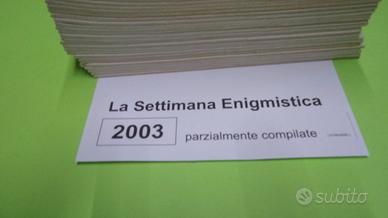 La Settimana Enigmistica
2003 parzialmente compilate
subito